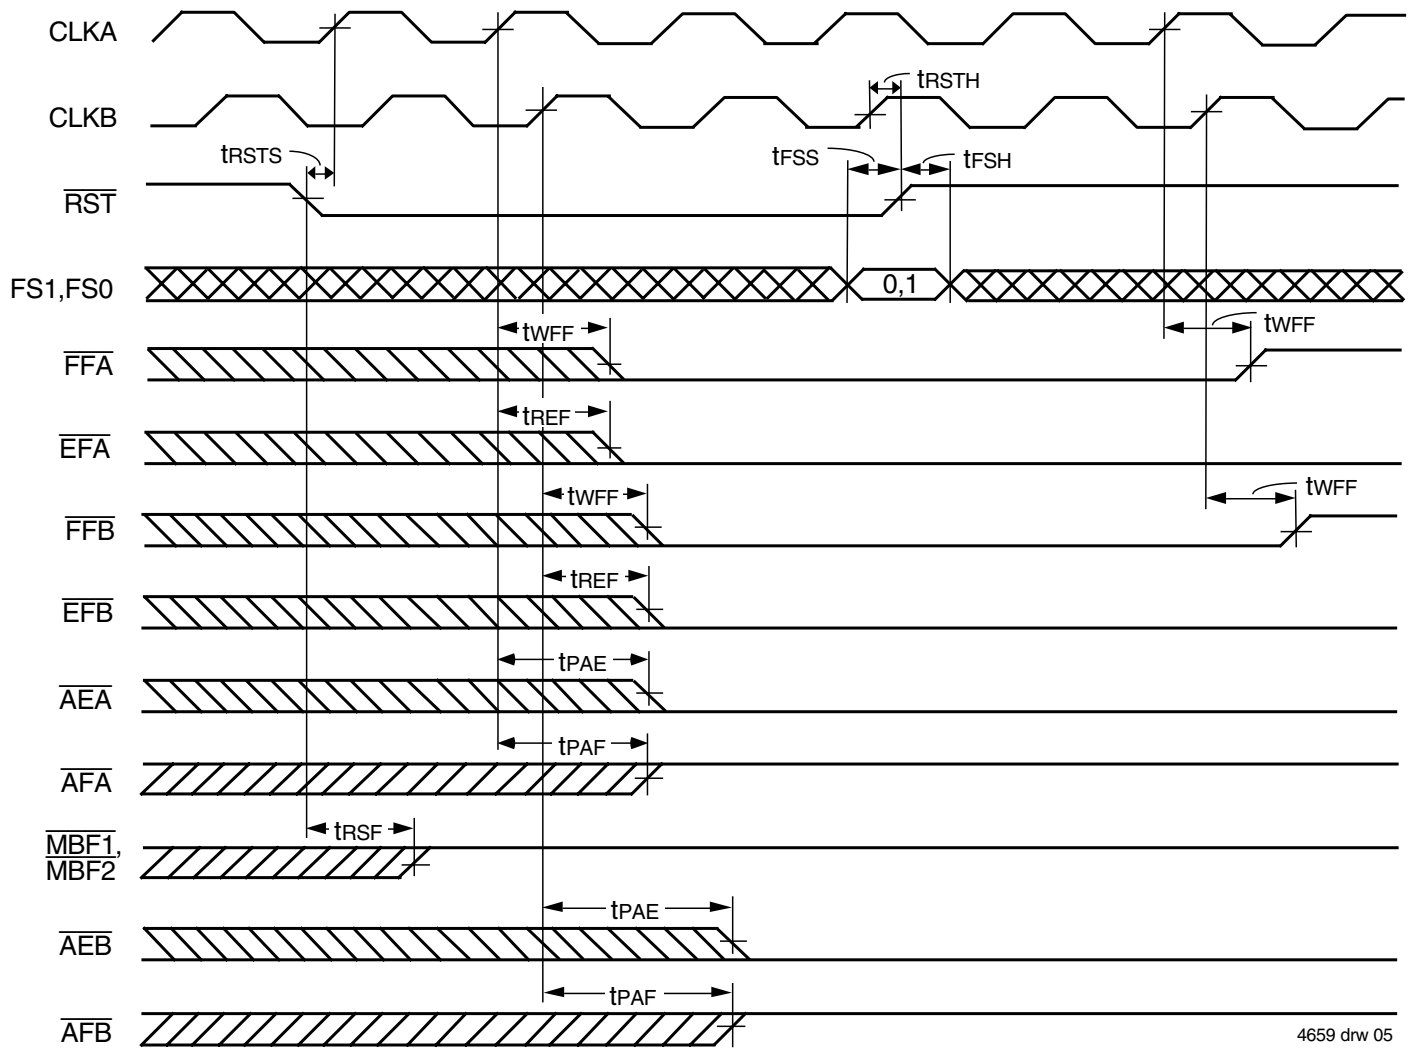 CLKA
tRSTH
CLKB
tRSTS
tFSS
tFSH
RST
FS1,FS0
0,1
tWFF
tWFF
FFA
tREF
EFA
tWFF
tWFF
FFB
tREF
EFB
tPAE
AEA
tPAF
AFA
tRSF
MBF1,
MBF2
tPAE
AEB
tPAF
AFB
4659 drw 05